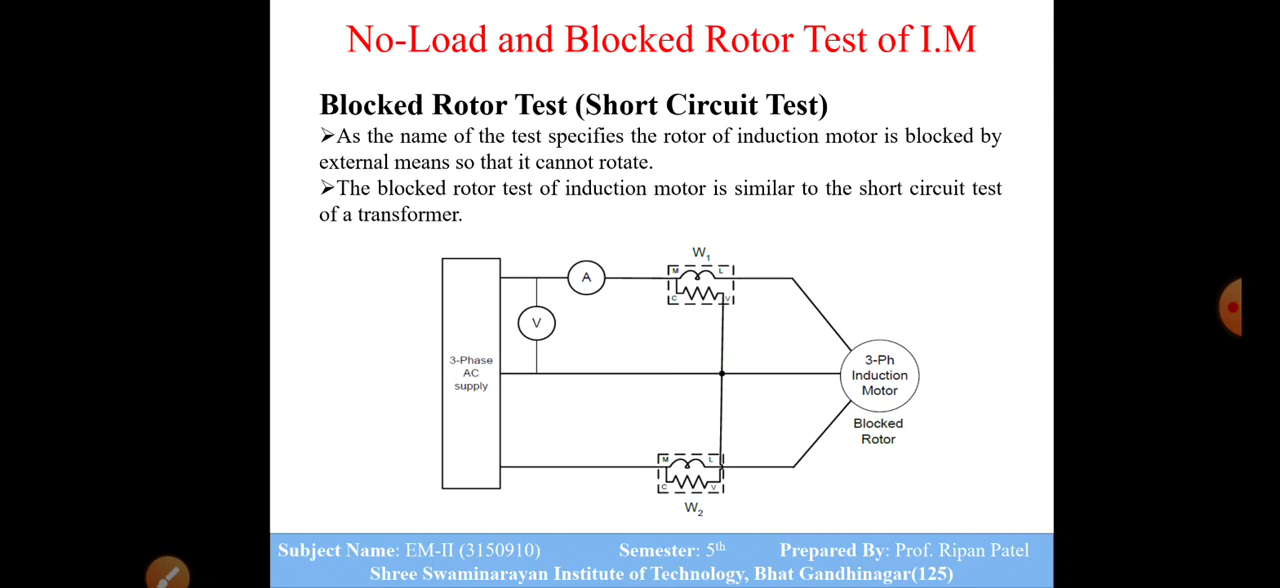 No-Load and Blocked Rotor Test of I.M
Blocked Rotor Test (Short Circuit Test)
➢As the name of the test specifies the rotor of induction motor is blocked by
external means so that it cannot rotate.
➢The blocked rotor test of induction motor is similar to the short circuit test
of a transformer.
W₁
M L
A
C V
V
3-Phase
AC
supply
3-Ph
Induction
Motor
Blocked
Rotor
M L
C V
W₂
Subject Name: EM-II (3150910) Semester: 5th Prepared By: Prof. Ripan Patel
Shree Swaminarayan Institute of Technology, Bhat Gandhinagar(125)